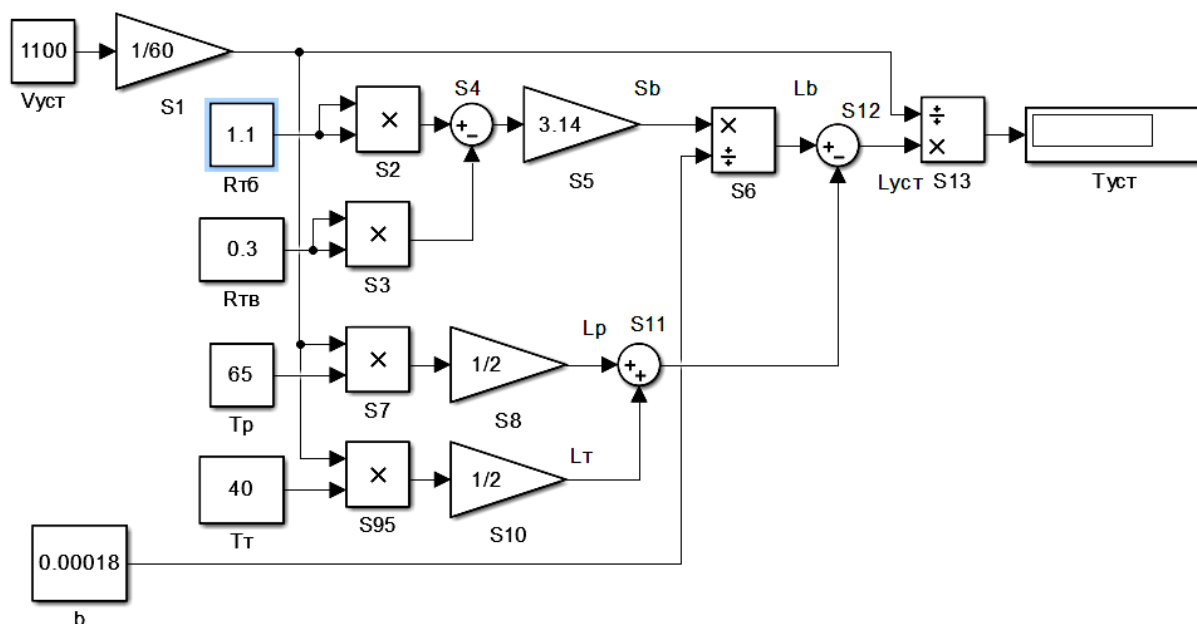 1100
Vуст
1/60
S1
1.1
Rтб
×
S2
S4
+
−
3.14
S5
Sb
×
÷
S6
Lb
S12
+
−
Lуст
÷
×
S13
Tуст
0.3
Rтв
×
S3
65
Tр
×
S7
1/2
S8
Lр
S11
+
+
40
Tт
×
S95
1/2
S10
Lт
0.00018
b